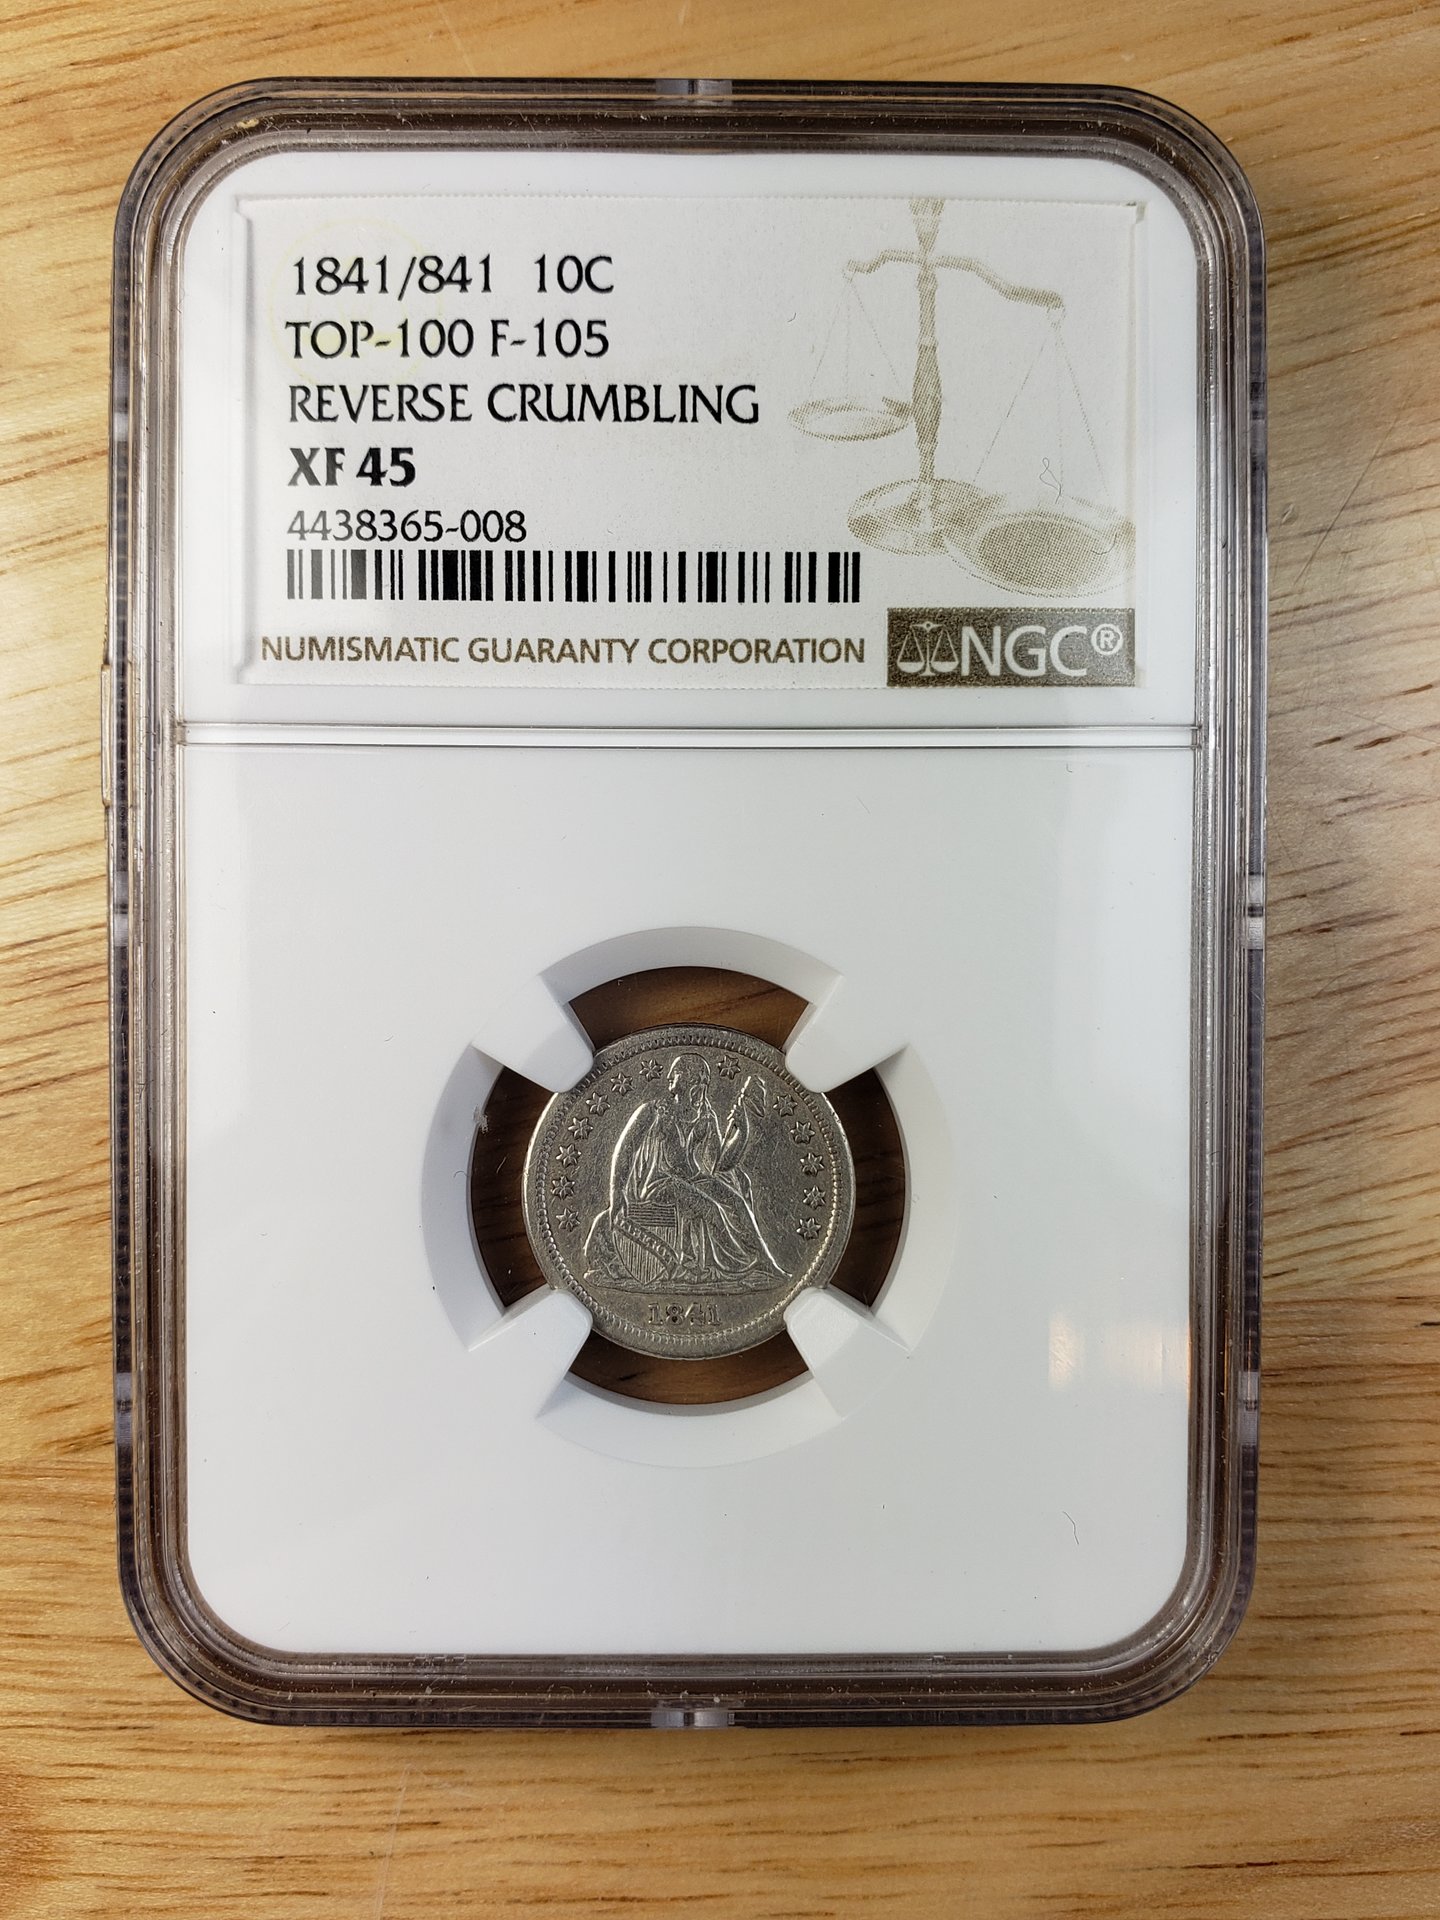 1841/841 10C
TOP-100 F-105
REVERSE CRUMBLING
XF 45
4438365-008
NUMISMATIC GUARANTY CORPORATION
NGC®
1841